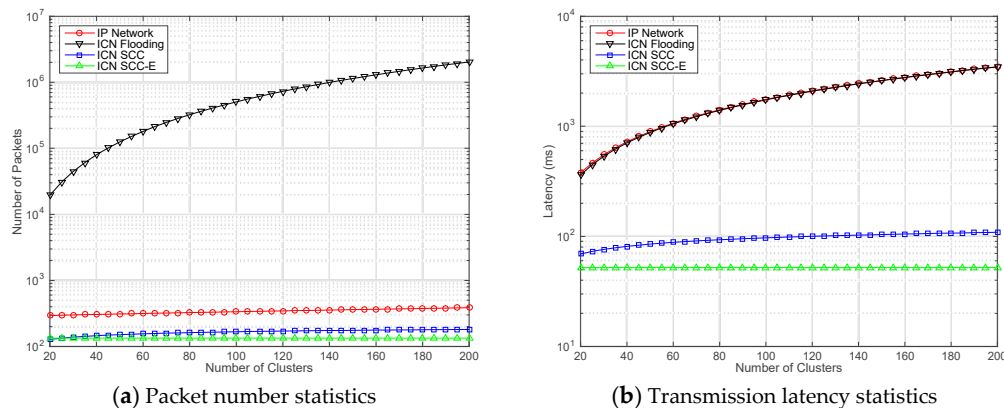 10^7
10^6
10^5
10^4
10^3
10^2
Number of Packets
IP Network
ICN Flooding
ICN SCC
ICN SCC-E
20 40 60 80 100 120 140 160 180 200
Number of Clusters
(a) Packet number statistics
10^4
10^3
10^2
10^1
Latency (ms)
IP Network
ICN Flooding
ICN SCC
ICN SCC-E
20 40 60 80 100 120 140 160 180 200
Number of Clusters
(b) Transmission latency statistics